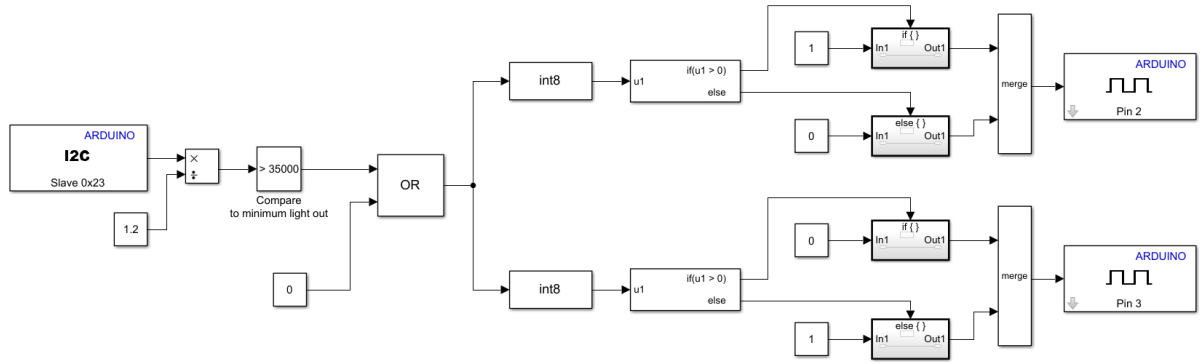 ARDUINO
I2C
Slave 0x23
1.2
×
÷
> 35000
Compare
to minimum light out
0
OR
int8
u1
if(u1 > 0)
else
1
if { }
In1
Out1
0
else { }
In1
Out1
merge
ARDUINO
Pin 2
int8
u1
if(u1 > 0)
else
0
if { }
In1
Out1
1
else { }
In1
Out1
merge
ARDUINO
Pin 3